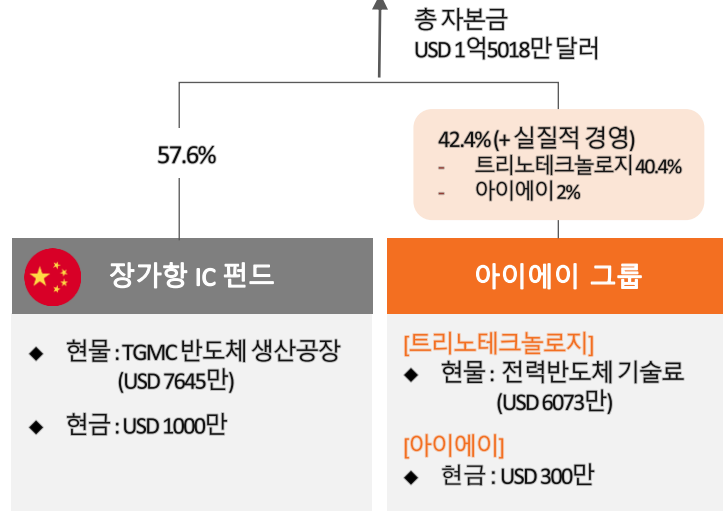 총 자본금
USD 1억5018만 달러
57.6%
42.4%(+ 실질적 경영)
- 트리노테크놀로지 40.4%
- 아이에이 2%
장가항 IC 펀드
◆ 현물 : TGMC 반도체 생산공장
(USD 7645만)
◆ 현금 : USD 1000만
아이에이 그룹
[트리노테크놀로지]
◆ 현물 : 전력반도체 기술료
(USD 6073만)
[아이에이]
◆ 현금 : USD 300만